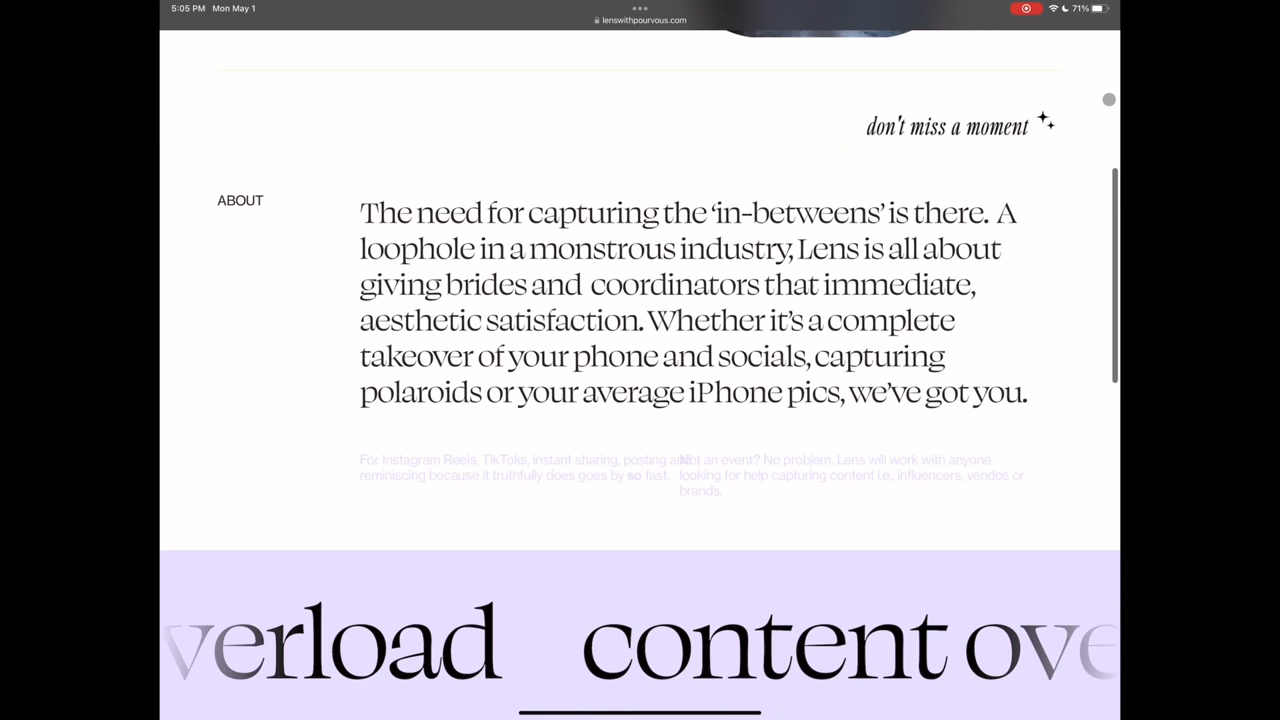 5:05 PM Mon May 1
71%
lenswithpourvous.com
don't miss a moment
ABOUT
The need for capturing the ‘in-betweens’ is there. A
loophole in a monstrous industry, Lens is all about
giving brides and coordinators that immediate,
aesthetic satisfaction. Whether it’s a complete
takeover of your phone and socials, capturing
polaroids or your average iPhone pics, we’ve got you.
For Instagram Reels, TikToks, instant sharing, posting and
reminiscing because it truthfully does goes by so fast.
Not an event? No problem. Lens will work with anyone
looking for help capturing content i.e., influencers, vendos or
brands.
verload content ove